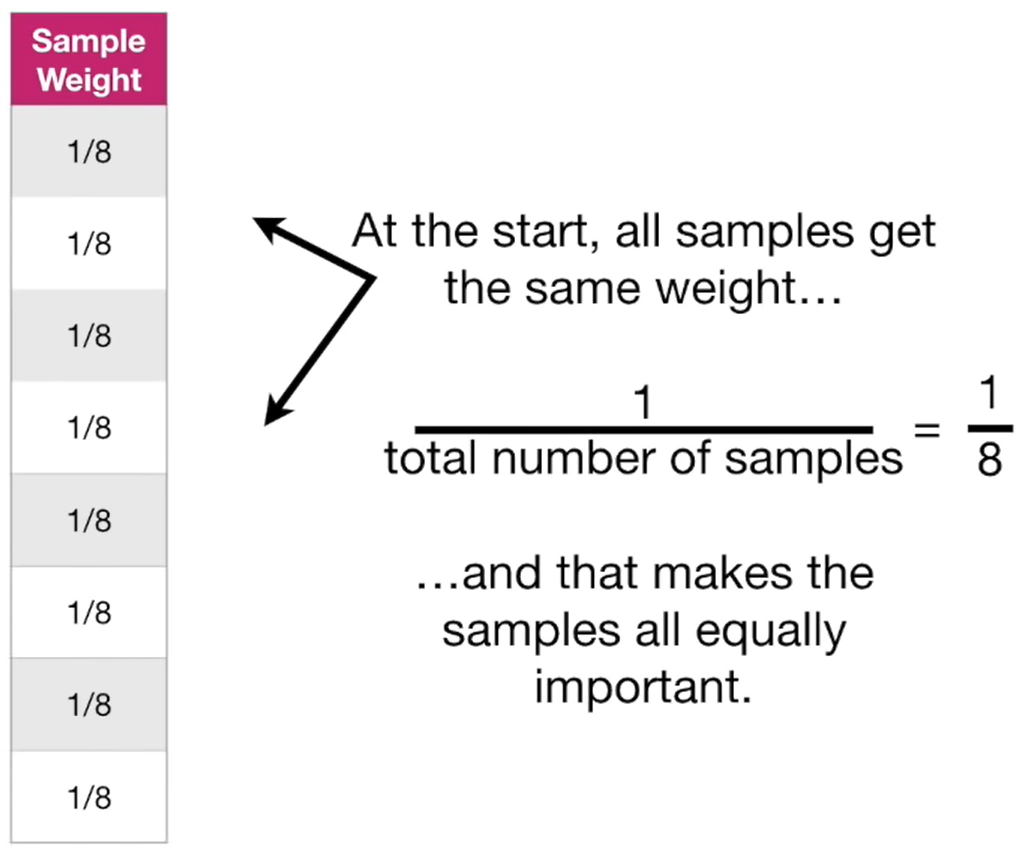 Sample
Weight
1/8
1/8
1/8
1/8
1/8
1/8
1/8
1/8
At the start, all samples get
the same weight…
1
total number of samples
=
1
8
…and that makes the
samples all equally
important.